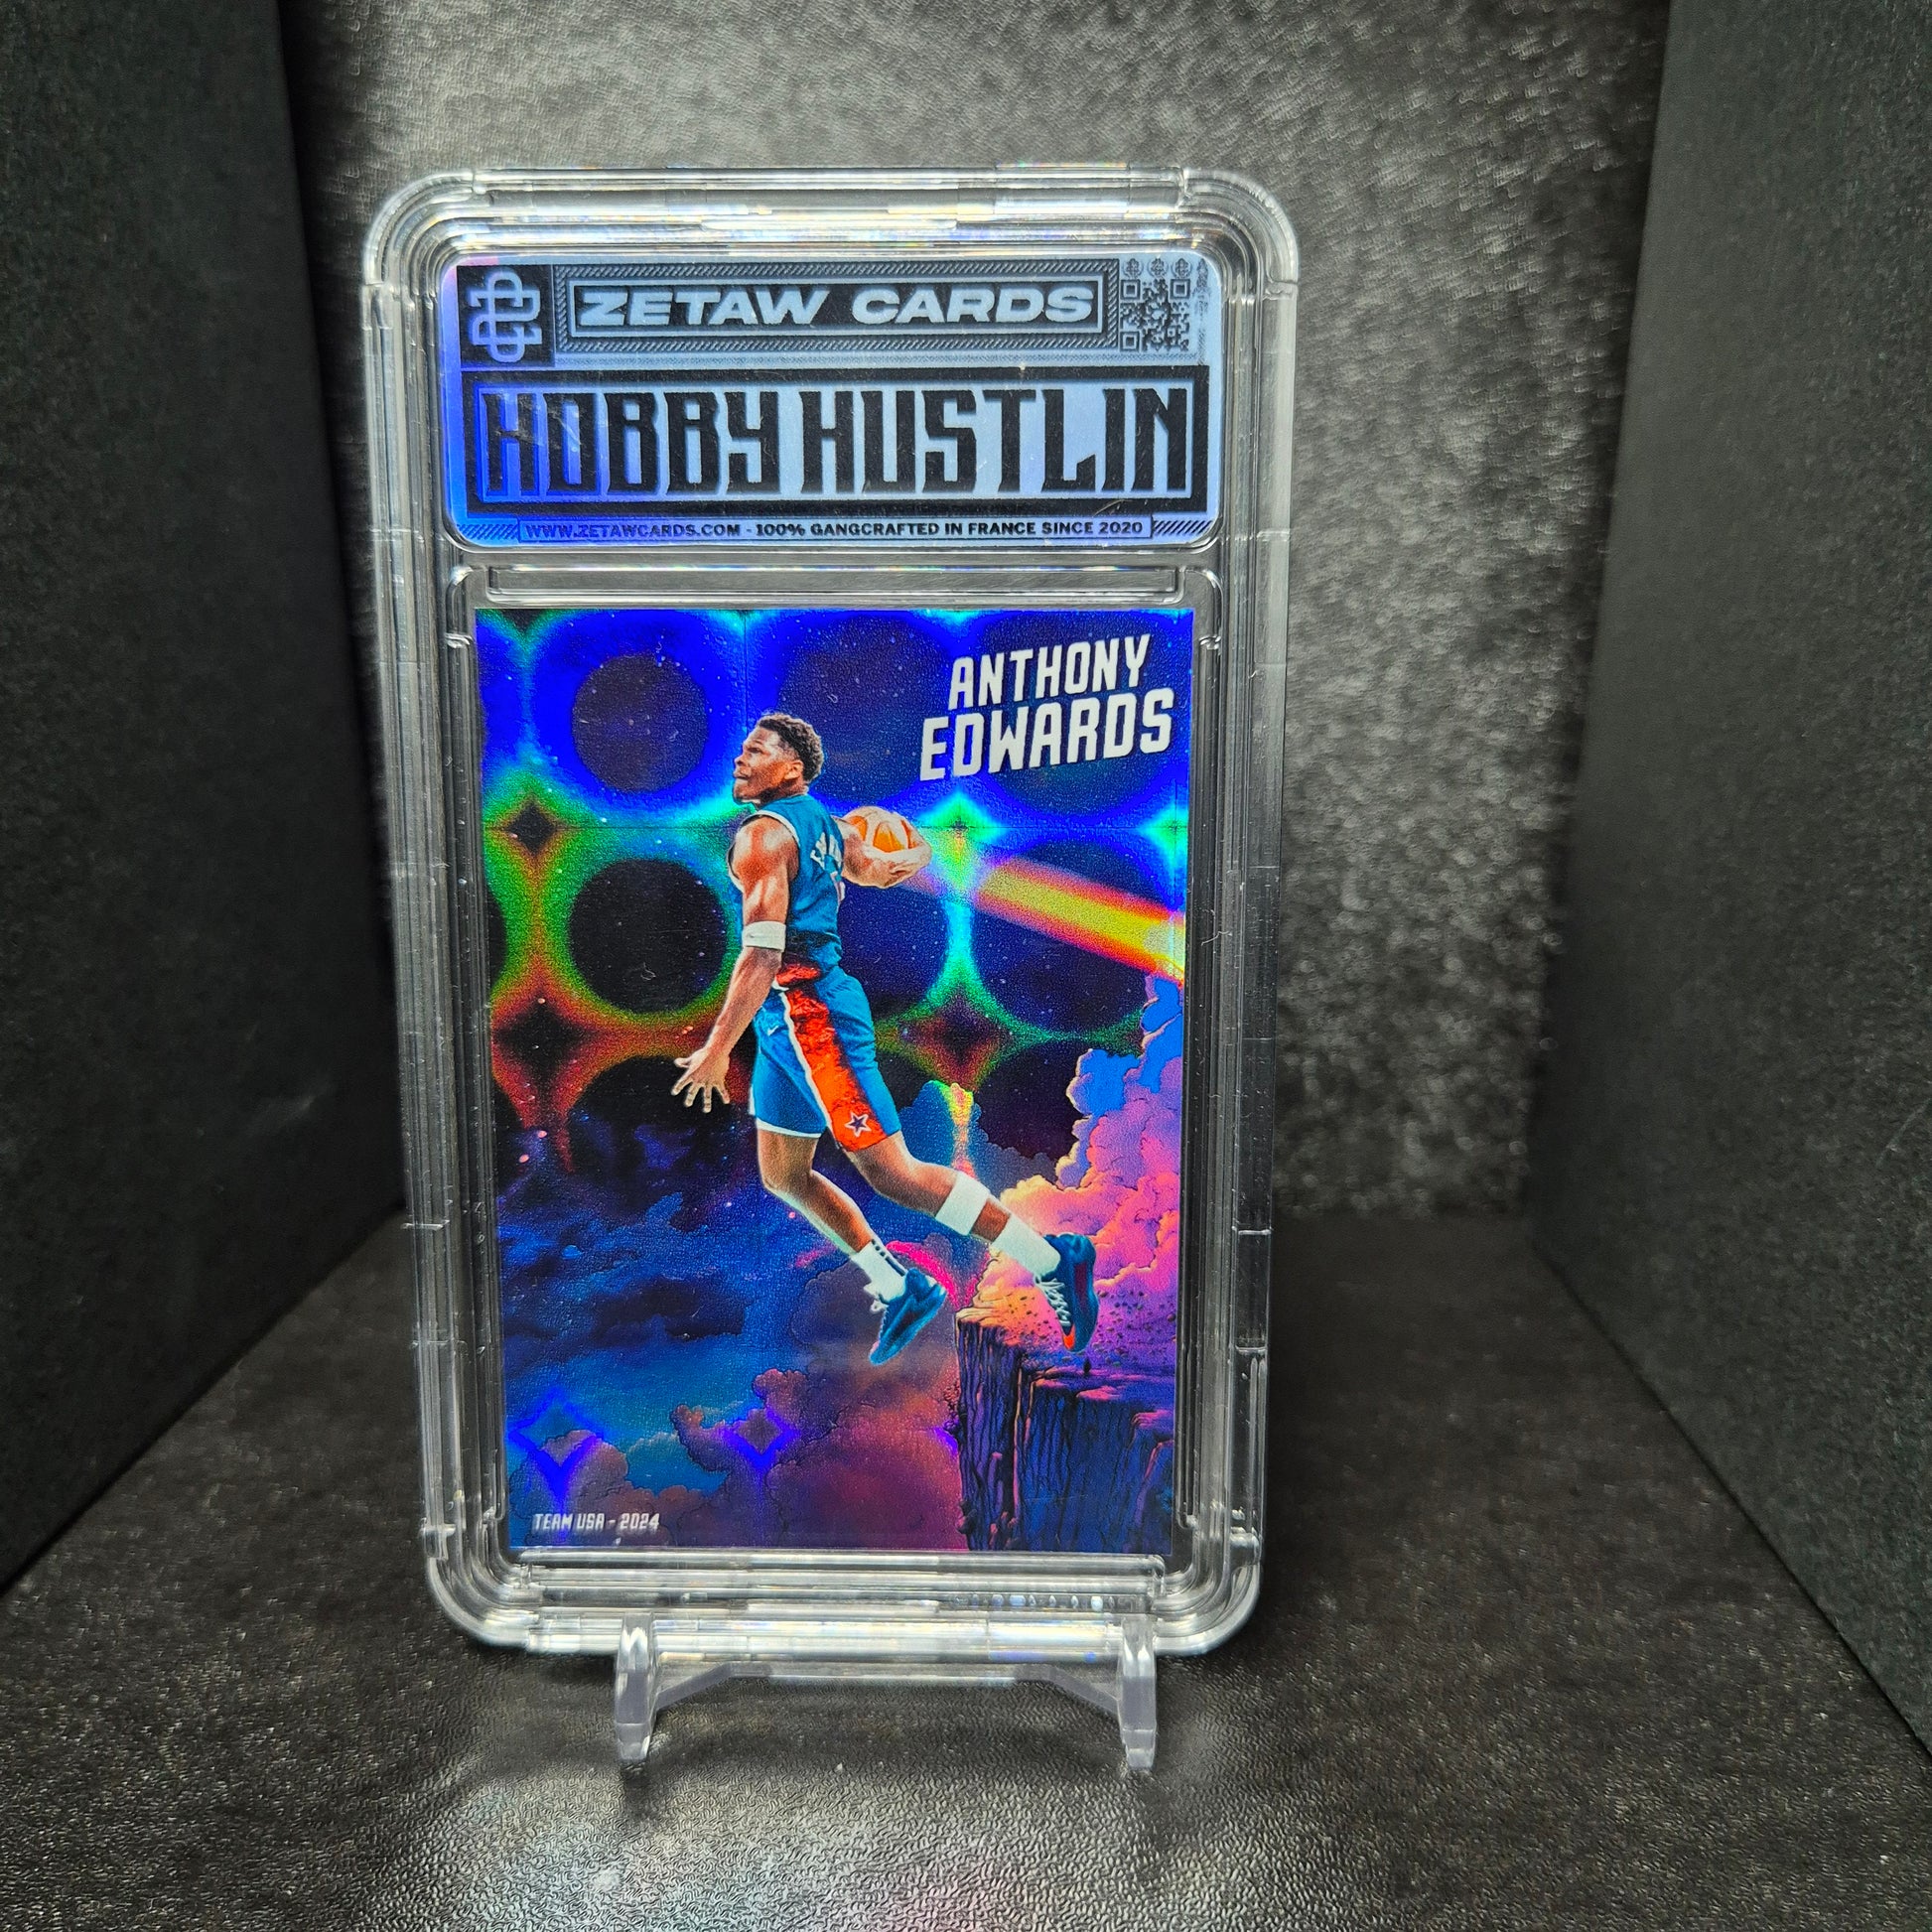 ZETAW CARDS
HOBBY HUSTLIN
WWW.ZETAWCARDS.COM - 100% GANGCRAFTED IN FRANCE SINCE 2020
ANTHONY
EDWARDS
TEAM USA - 2024